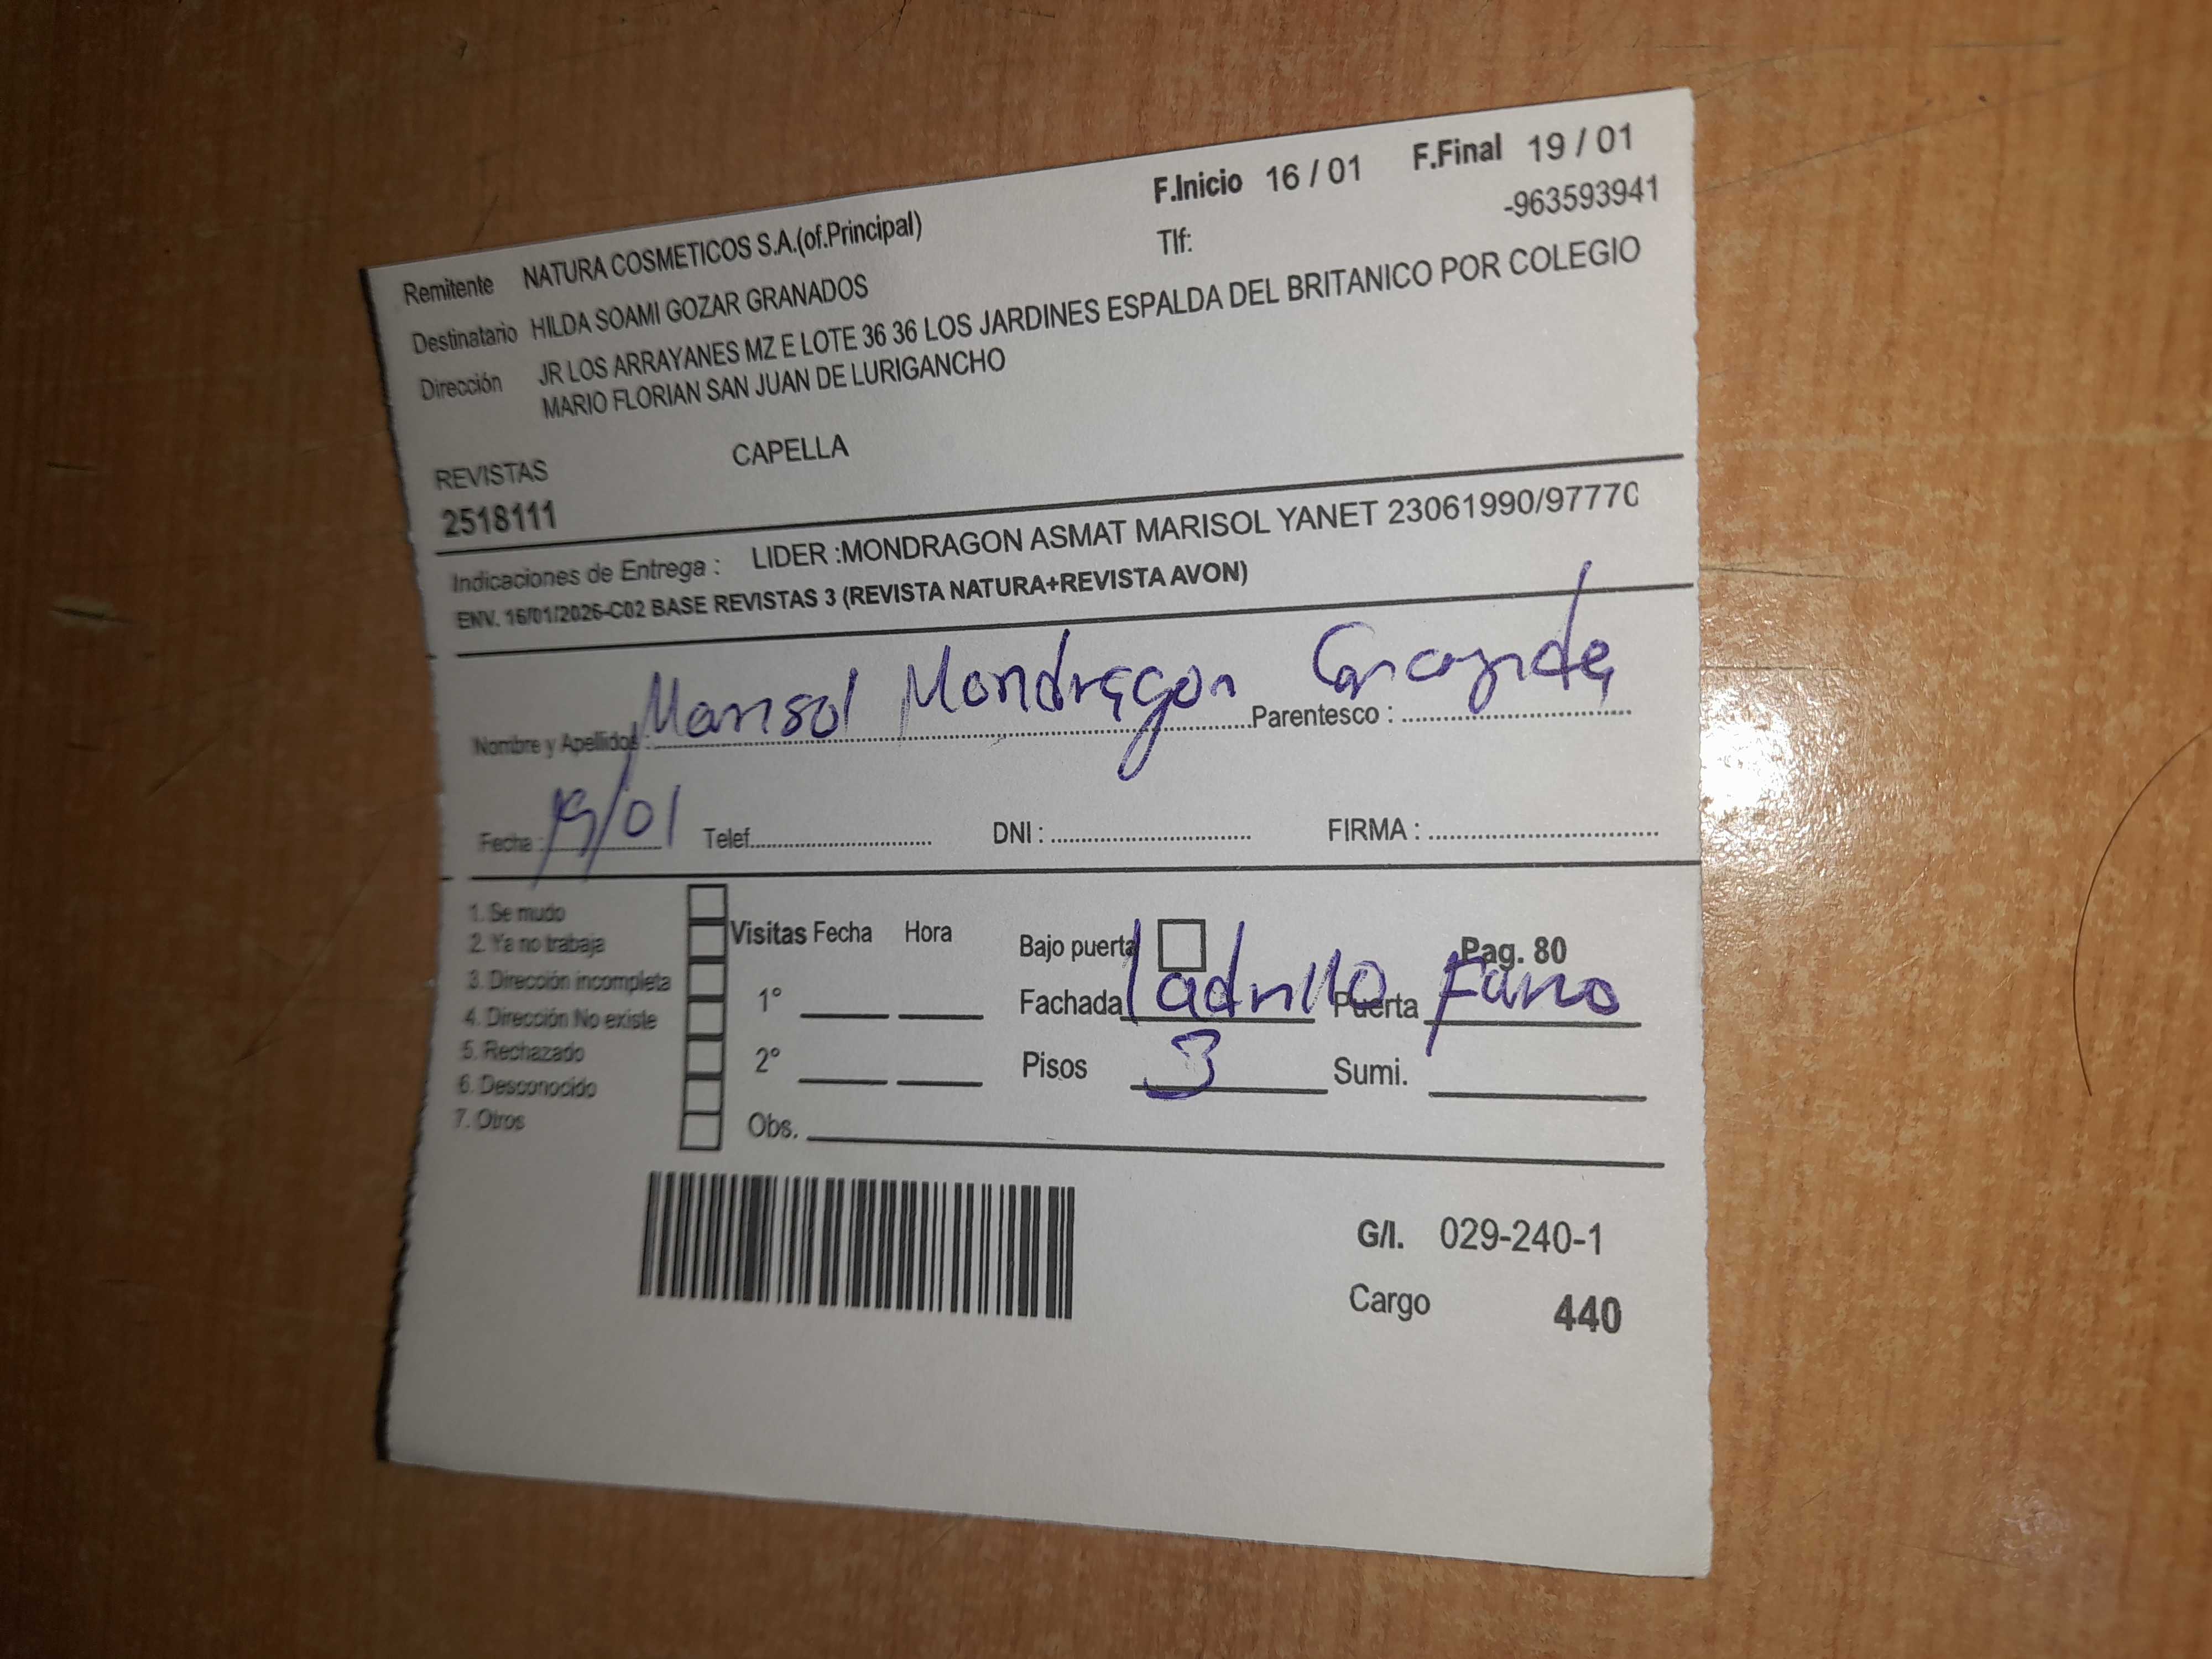 F.Inicio 16 / 01 F.Final 19 / 01
Remitente NATURA COSMETICOS S.A.(of.Principal) Tlf: -963593941
Destinatario HILDA SOAMI GOZAR GRANADOS
Dirección JR LOS ARRAYANES MZ E LOTE 36 36 LOS JARDINES ESPALDA DEL BRITANICO POR COLEGIO
MARIO FLORIAN SAN JUAN DE LURIGANCHO
REVISTAS CAPELLA
2518111
Indicaciones de Entrega : LIDER :MONDRAGON ASMAT MARISOL YANET 23061990/9777
ENV. 16/01/2026-C02 BASE REVISTAS 3 (REVISTA NATURA+REVISTA AVON)
Nombre y Apellidos : Marisol Mondragon Parentesco :
Fecha : 19/01 Telef. DNI : FIRMA :
1. Se mudo
2. Ya no trabaja
3. Dirección incompleta
4. Dirección No existe
5. Rechazado
6. Desconocido
7. Otros
Visitas Fecha Hora
1°
2°
Obs.
Bajo puerta Pag. 80
Fachada ladrillo Puerta
Pisos 3 Sumi.
G/I. 029-240-1
Cargo 440